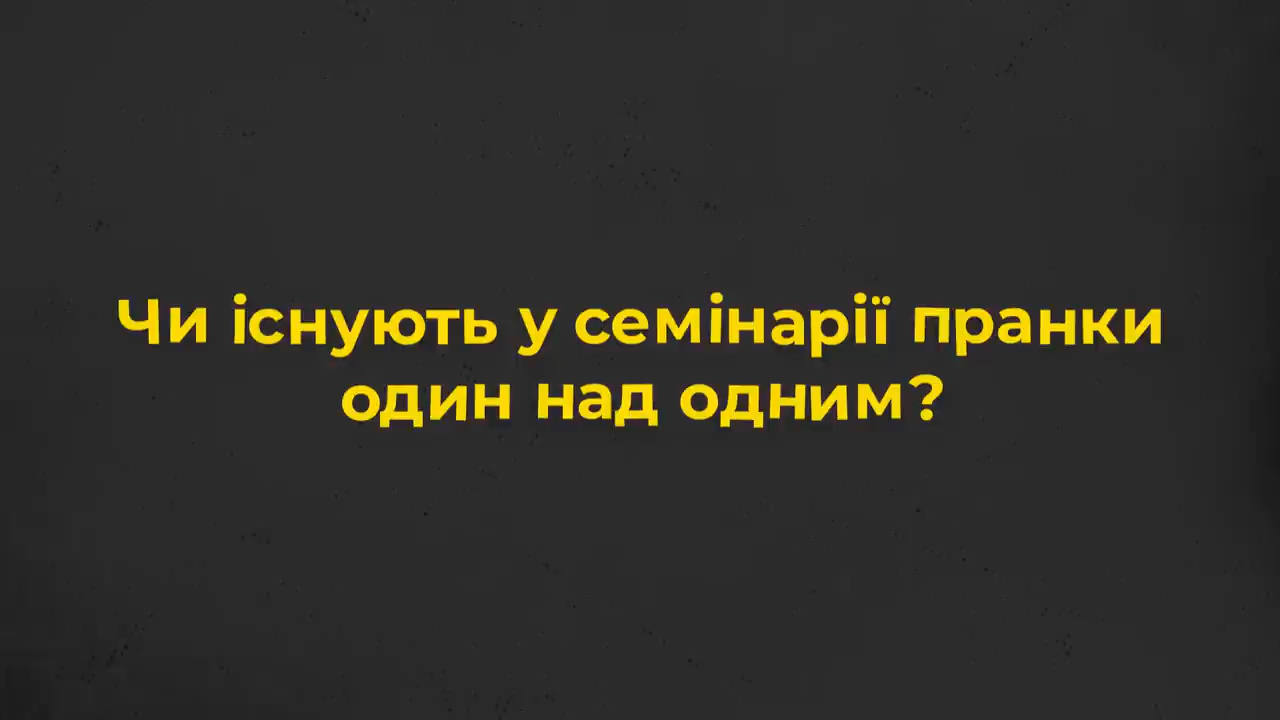 Чи існують у семінарії пранки
один над одним?